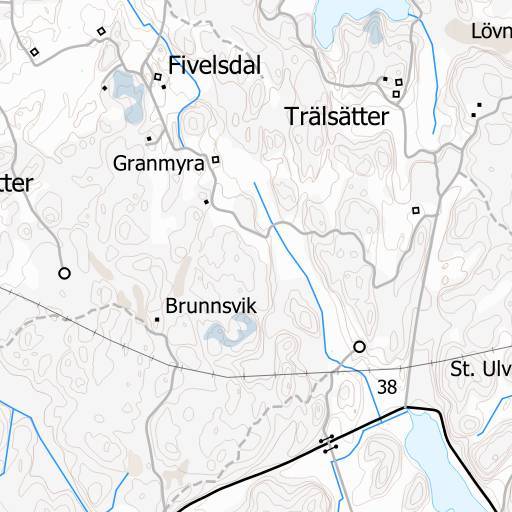 Lövn
Fivelsdal
Trälsätter
Granmyra
tter
Brunnsvik
St. Ulv
38